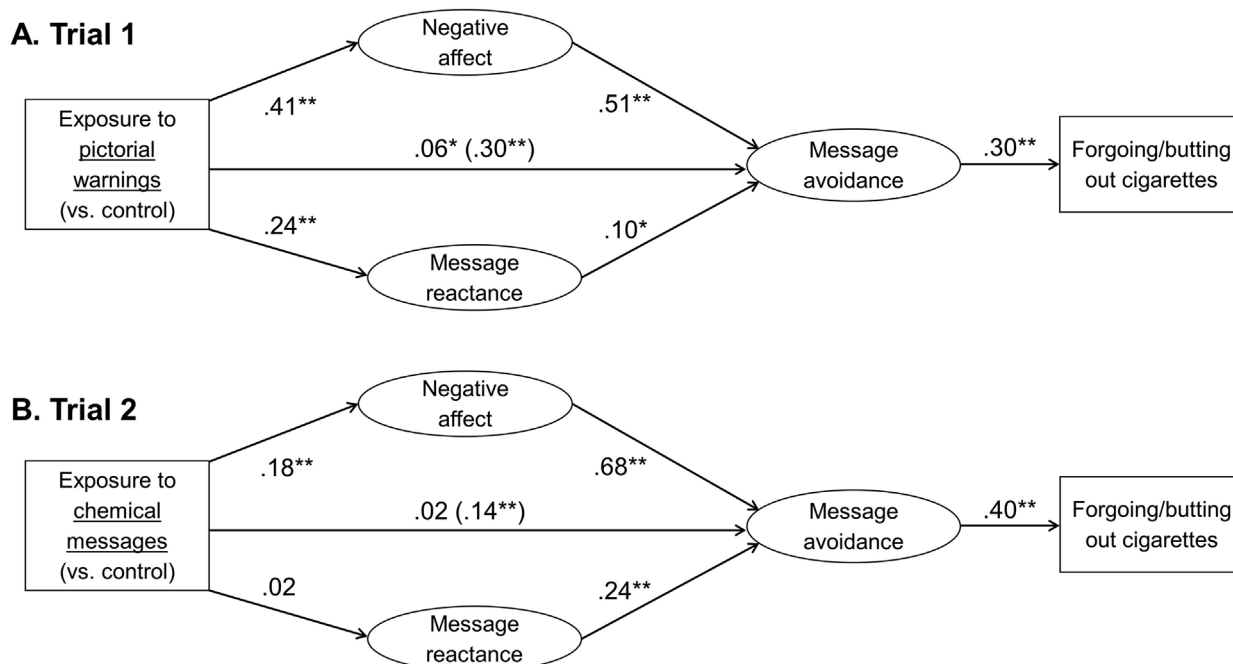 A. Trial 1
Negative
affect
.41**
.51**
Exposure to
pictorial
warnings
(vs. control)
.06* (.30**)
Message
avoidance
.30**
Forgoing/butting
out cigarettes
.24**
.10*
Message
reactance
B. Trial 2
Negative
affect
.18**
.68**
Exposure to
chemical
messages
(vs. control)
.02 (.14**)
Message
avoidance
.40**
Forgoing/butting
out cigarettes
.02
.24**
Message
reactance